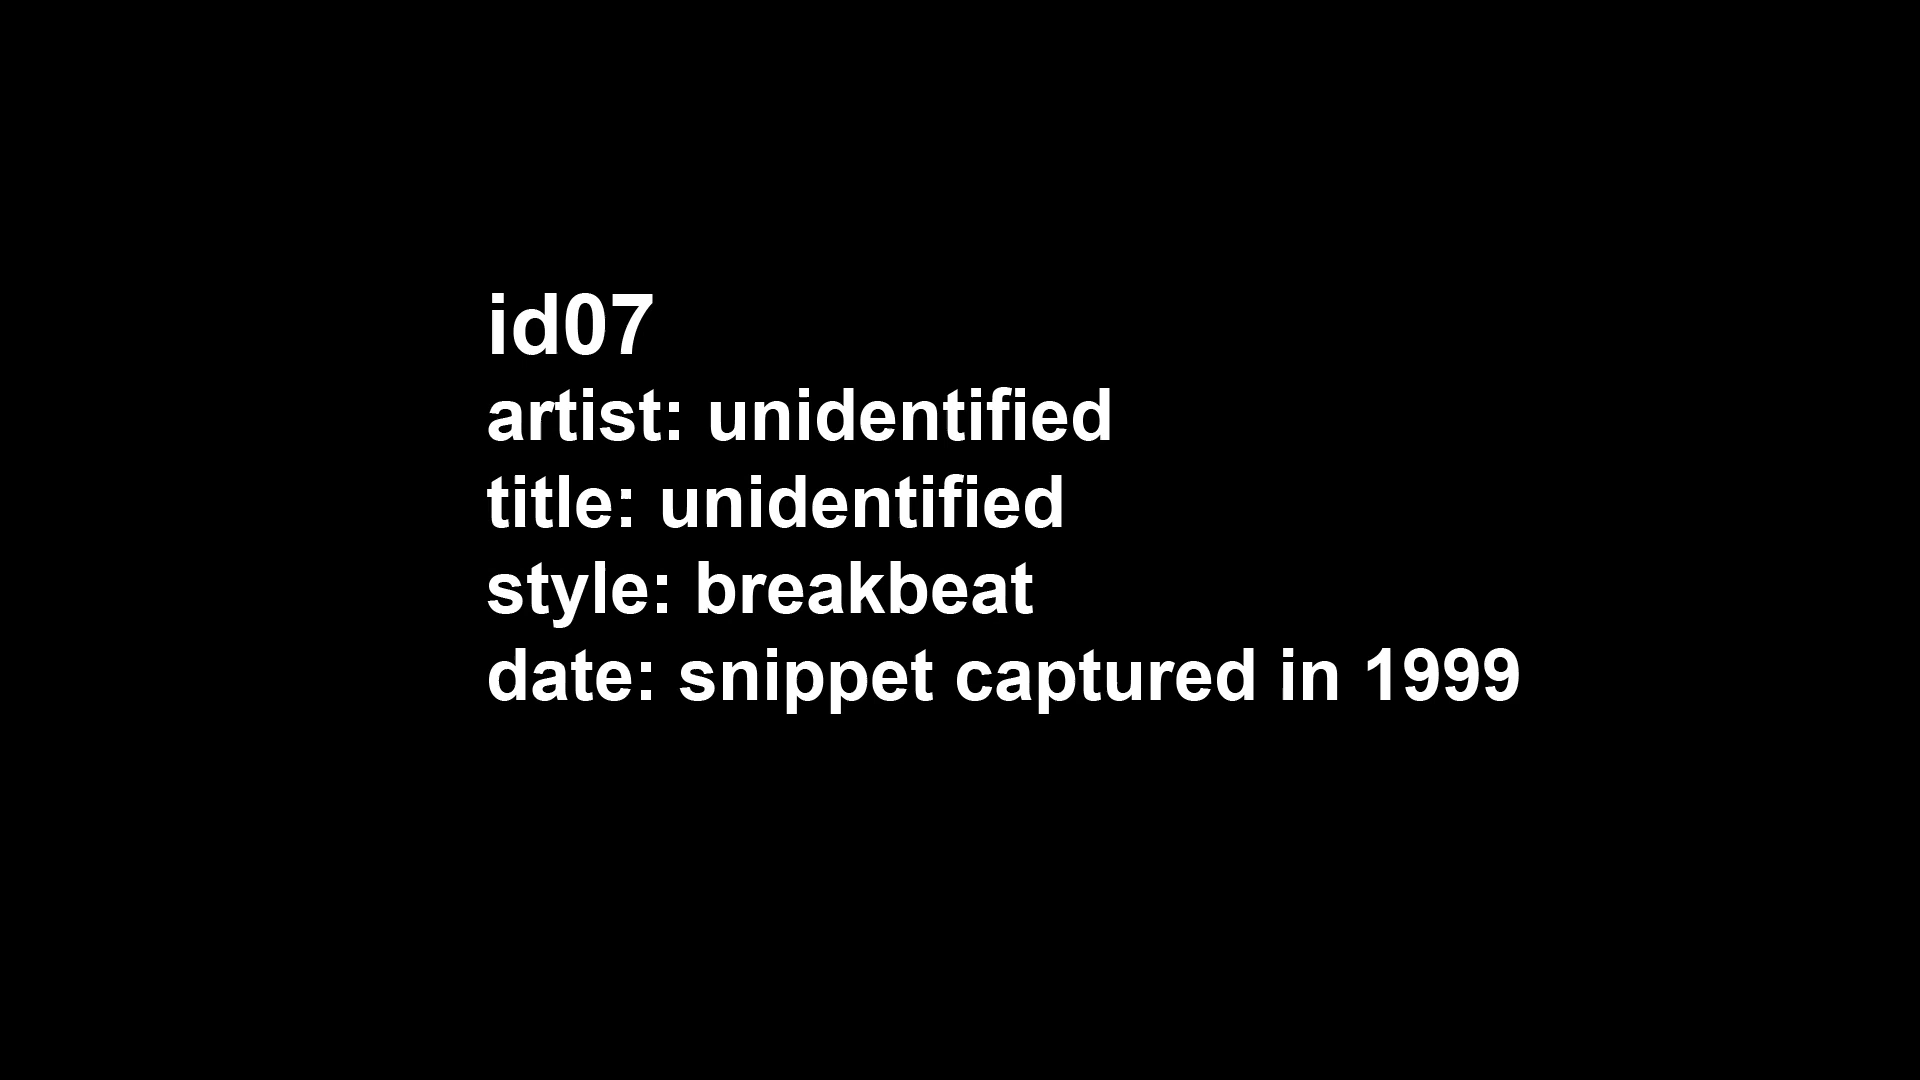 id07
artist: unidentified
title: unidentified
style: breakbeat
date: snippet captured in 1999